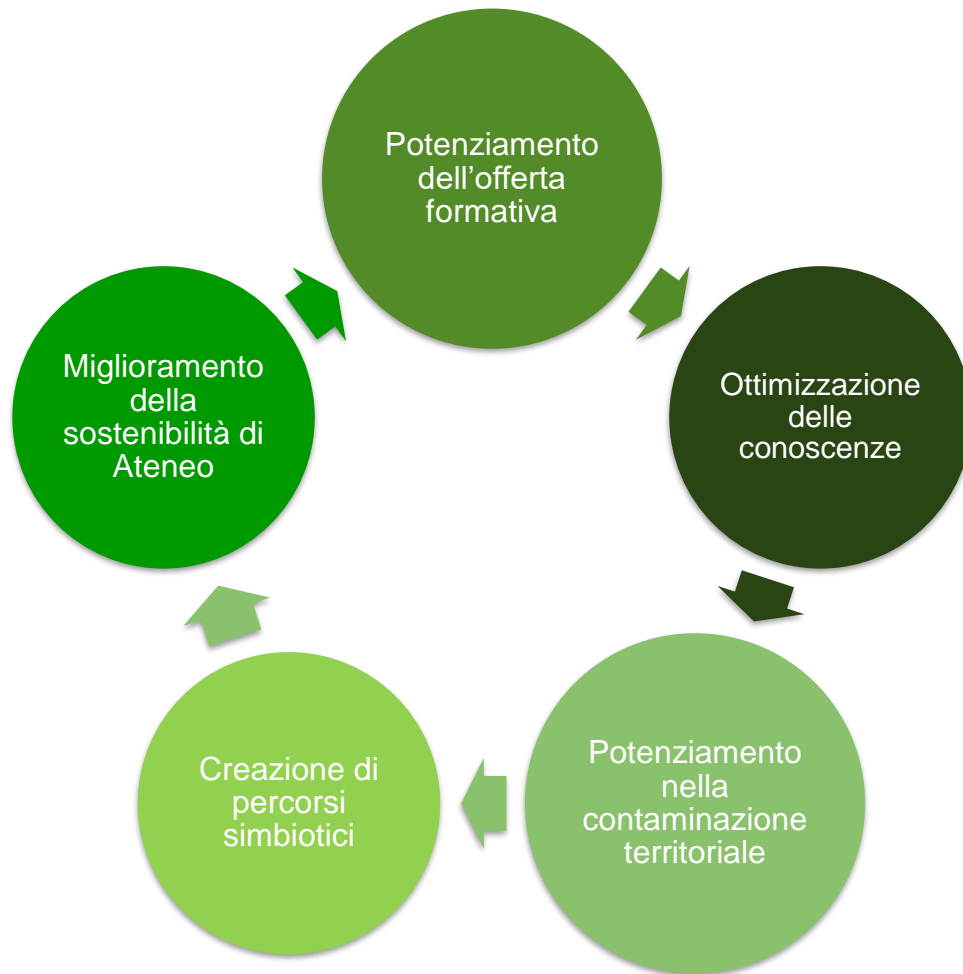 Potenziamento
dell’offerta
formativa
Ottimizzazione
delle
conoscenze
Potenziamento
nella
contaminazione
territoriale
Creazione di
percorsi
simbiotici
Miglioramento
della
sostenibilità di
Ateneo